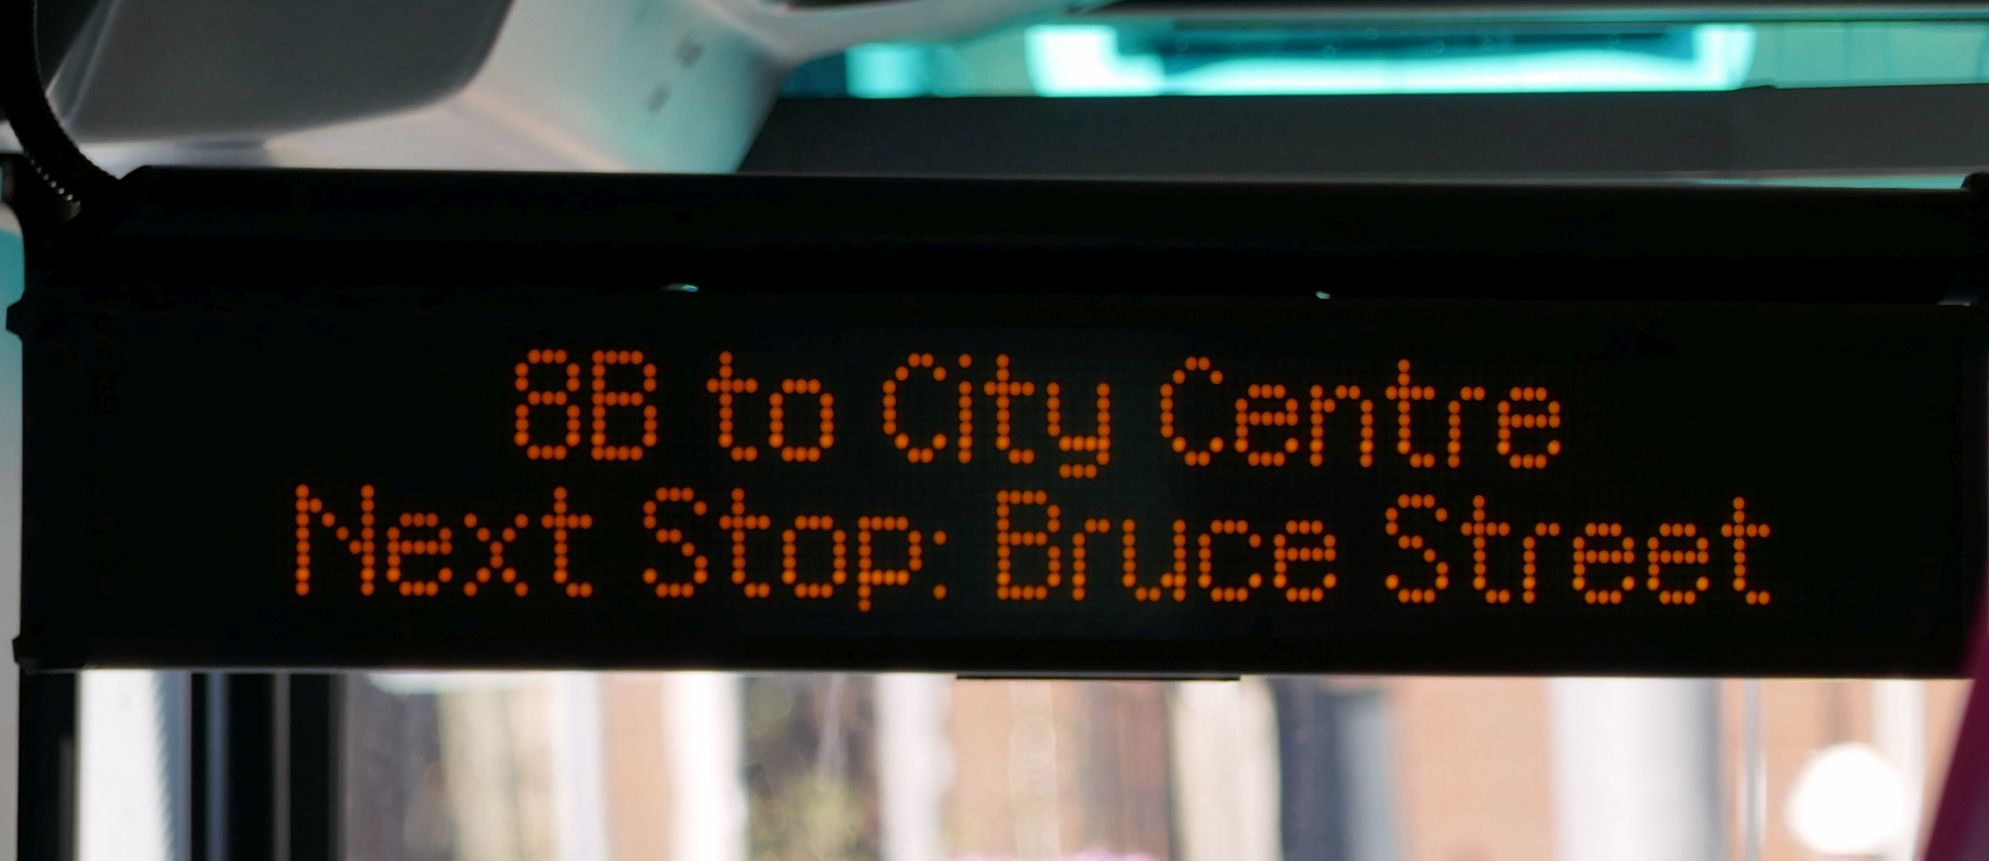 8B to City Centre
Next Stop: Bruce Street